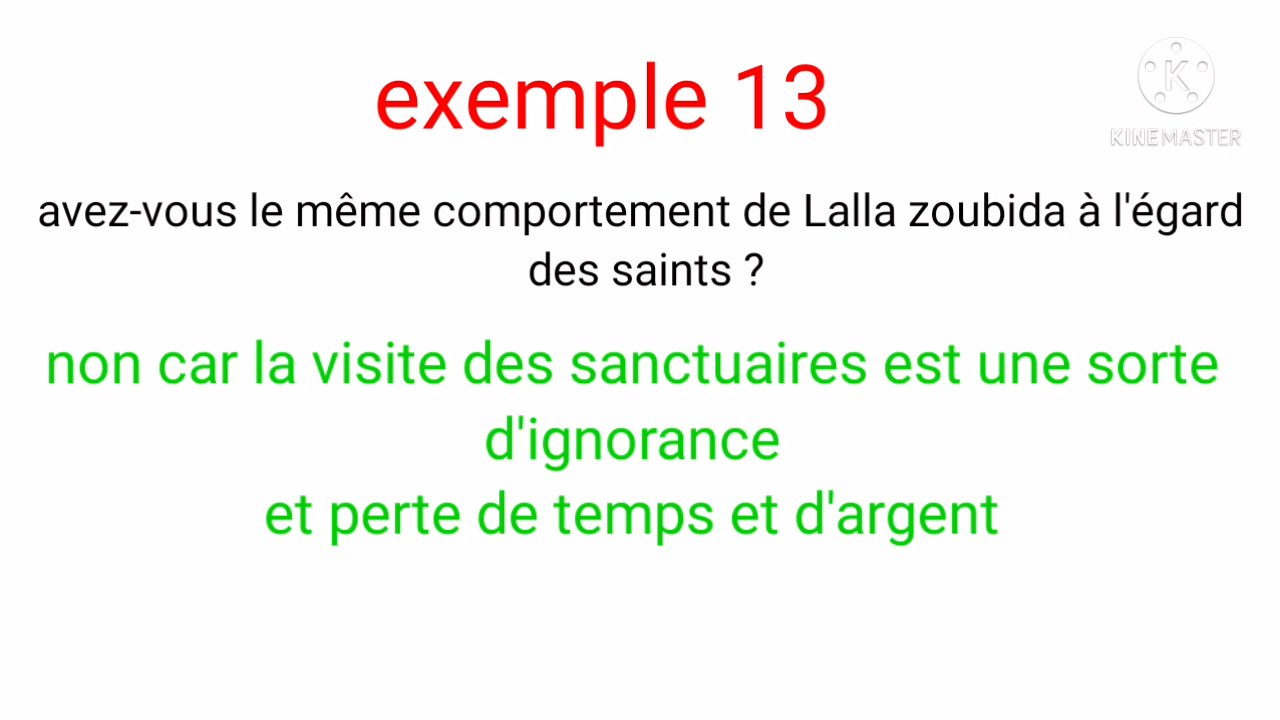 exemple 13
KINEMASTER
avez-vous le même comportement de Lalla zoubida à l'égard
des saints ?
non car la visite des sanctuaires est une sorte
d'ignorance
et perte de temps et d'argent